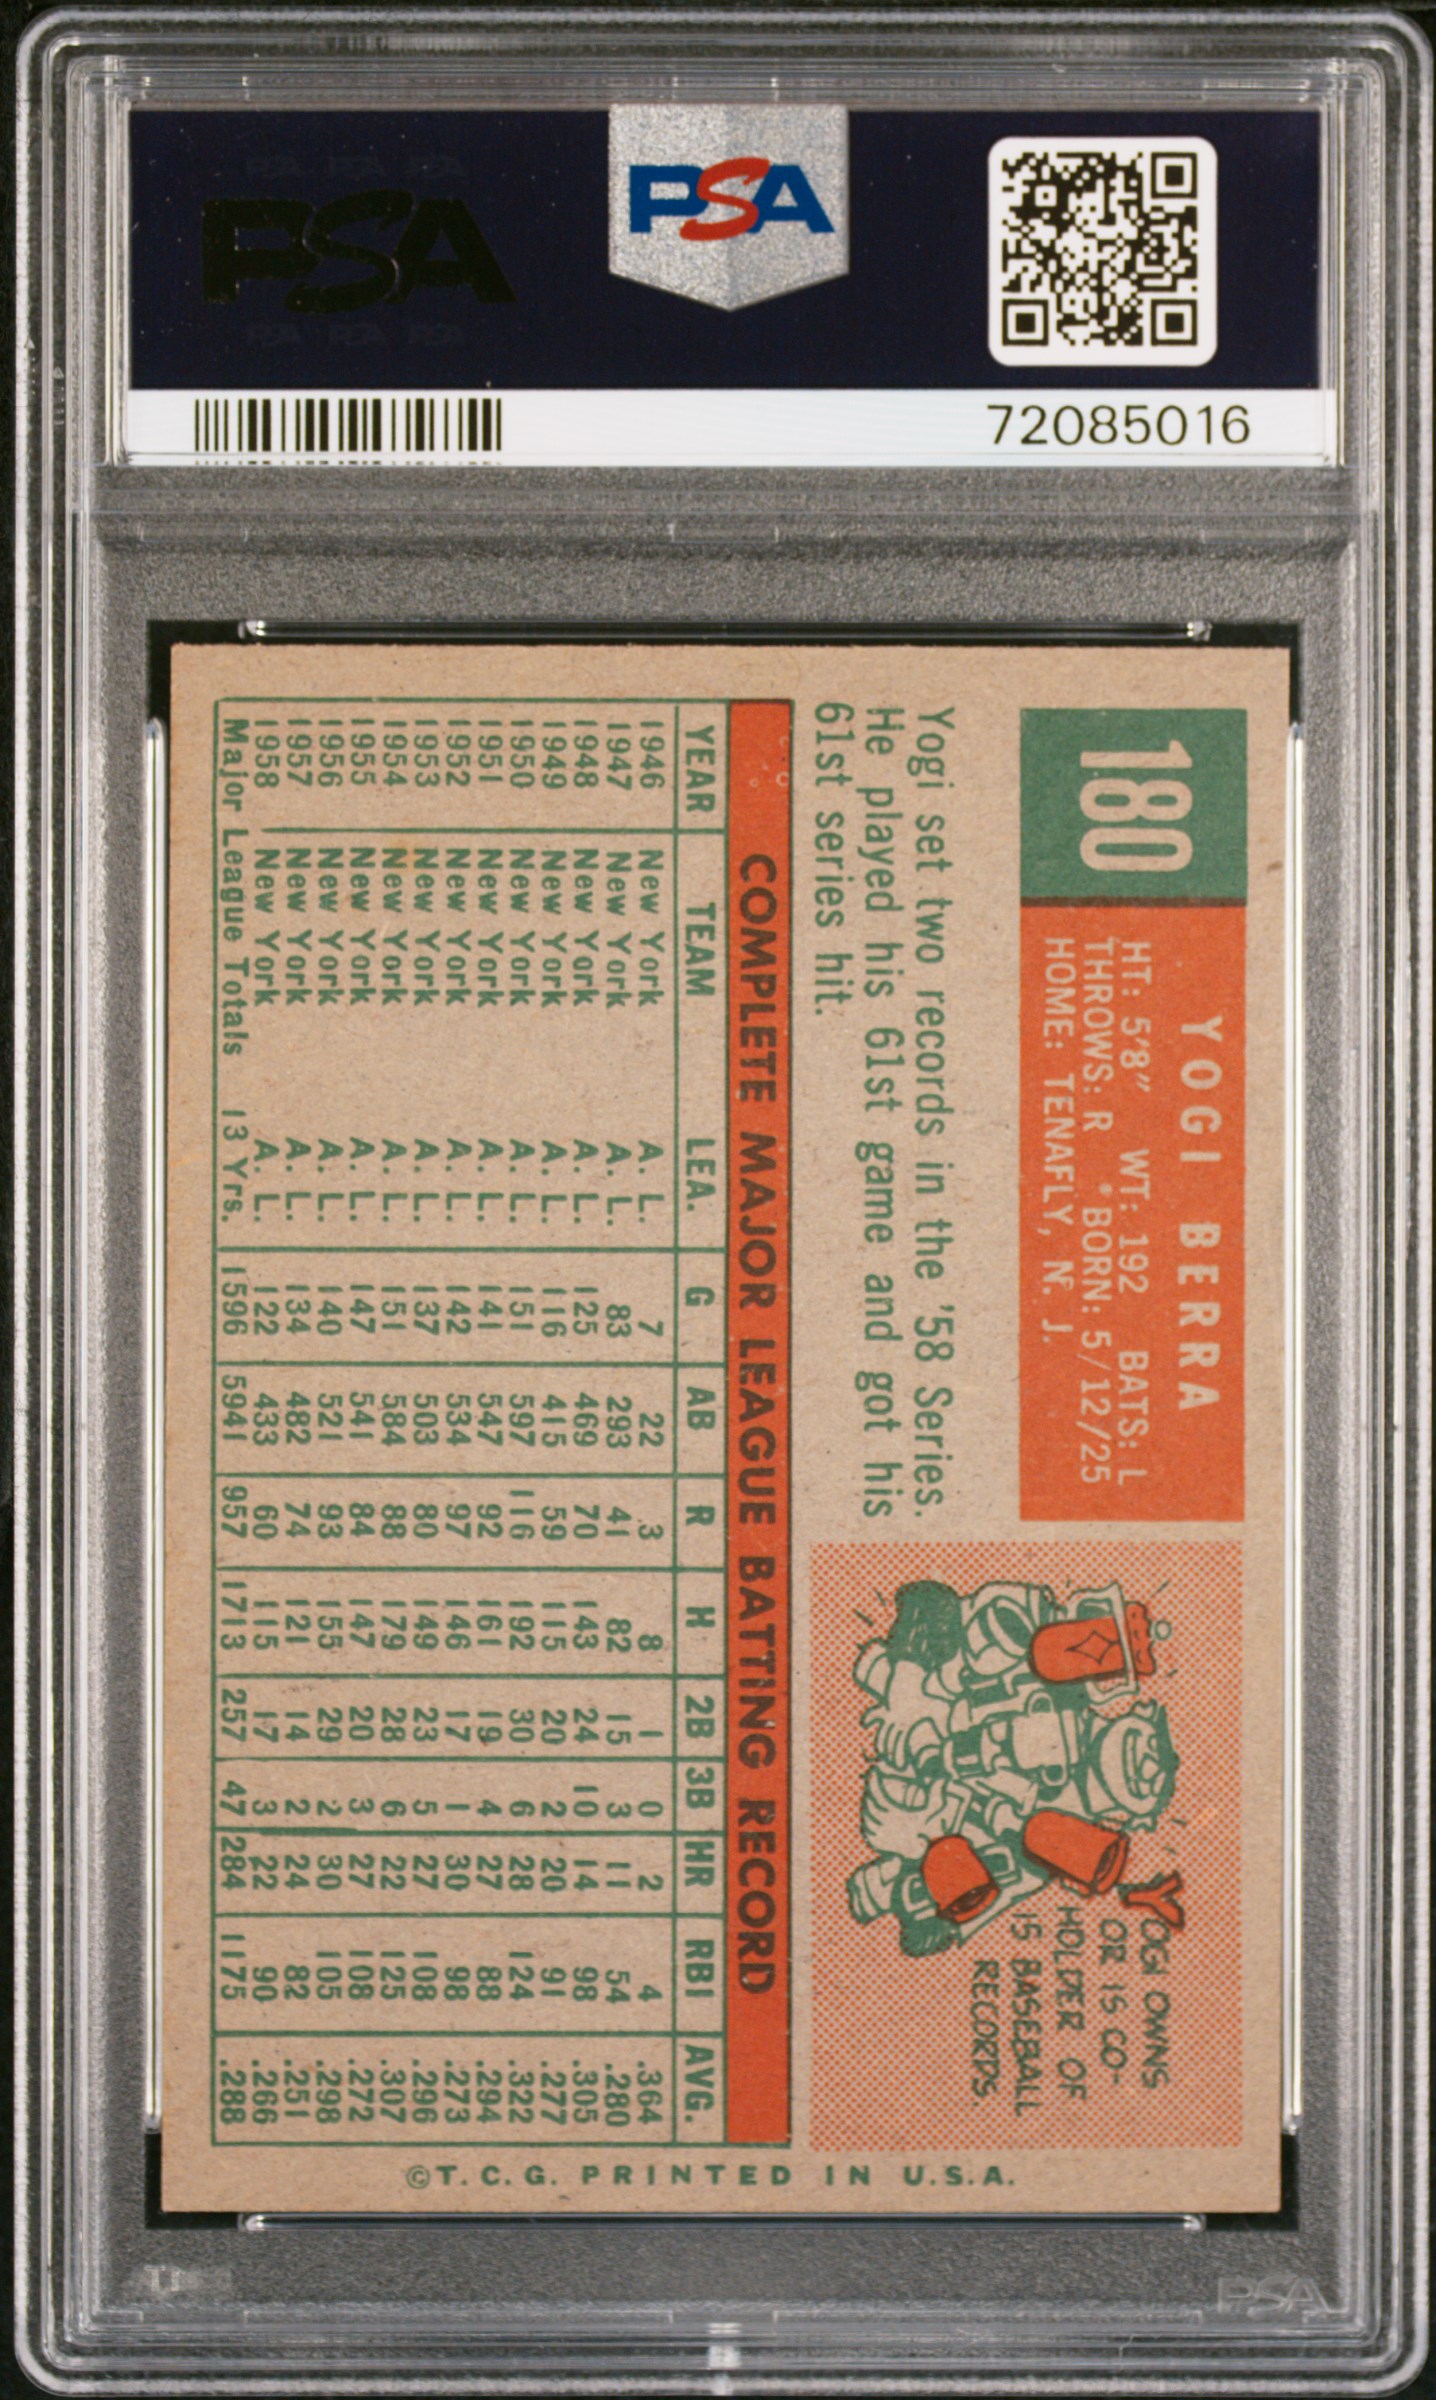 PSA
PSA PSA PSA
PSA
PSA PSA PSA
72085016
180
YOGI BERRA
HT: 5'8" WT: 192 BATS: L
THROWS: R • BORN: 5/12/25
HOME: TENAFLY, N. J.
Yogi set two records in the '58 Series.
He played his 61st game and got his
61st series hit.
YOGI OWNS
OR IS CO-
HOLDER OF
15 BASEBALL
RECORDS.
COMPLETE MAJOR LEAGUE BATTING RECORD
YEAR TEAM LEA. G AB R H 2B 3B HR RBI AVG.
1946 New York A. L. 7 22 3 8 1 0 2 4 .364
1947 New York A. L. 83 293 41 82 15 3 11 54 .280
1948 New York A. L. 125 469 70 143 24 10 14 98 .305
1949 New York A. L. 116 415 59 115 20 2 20 91 .277
1950 New York A. L. 151 597 116 192 30 6 28 124 .322
1951 New York A. L. 141 547 92 161 19 4 27 88 .294
1952 New York A. L. 142 534 97 146 17 1 30 98 .273
1953 New York A. L. 137 503 80 149 23 5 27 108 .296
1954 New York A. L. 151 584 88 179 28 6 22 125 .307
1955 New York A. L. 147 541 84 147 20 3 27 108 .272
1956 New York A. L. 140 521 93 155 29 2 30 105 .298
1957 New York A. L. 134 482 74 121 14 2 24 82 .251
1958 New York A. L. 122 433 60 115 17 3 22 90 .266
Major League Totals 13 Yrs. 1596 5941 957 1713 257 47 284 1175 .288
©T. C. G. PRINTED IN U.S.A.
PSA